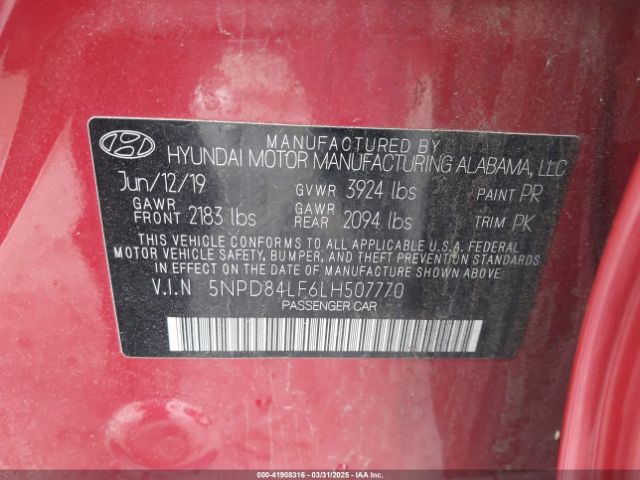 MANUFACTURED BY
HYUNDAI MOTOR MANUFACTURING ALABAMA, LLC
Jun/12/19 GVWR 3924 lbs PAINT PR
GAWR FRONT 2183 lbs GAWR REAR 2094 lbs TRIM PK
THIS VEHICLE CONFORMS TO ALL APPLICABLE U.S.A. FEDERAL
MOTOR VEHICLE SAFETY, BUMPER, AND THEFT PREVENTION
STANDARDS IN EFFECT ON THE DATE OF MANUFACTURE SHOWN ABOVE.
V.I.N 5NPD84LF6LH507770
PASSENGER CAR
000-41908316 - 03/31/2025 - COPYRIGHT IAA, LLC